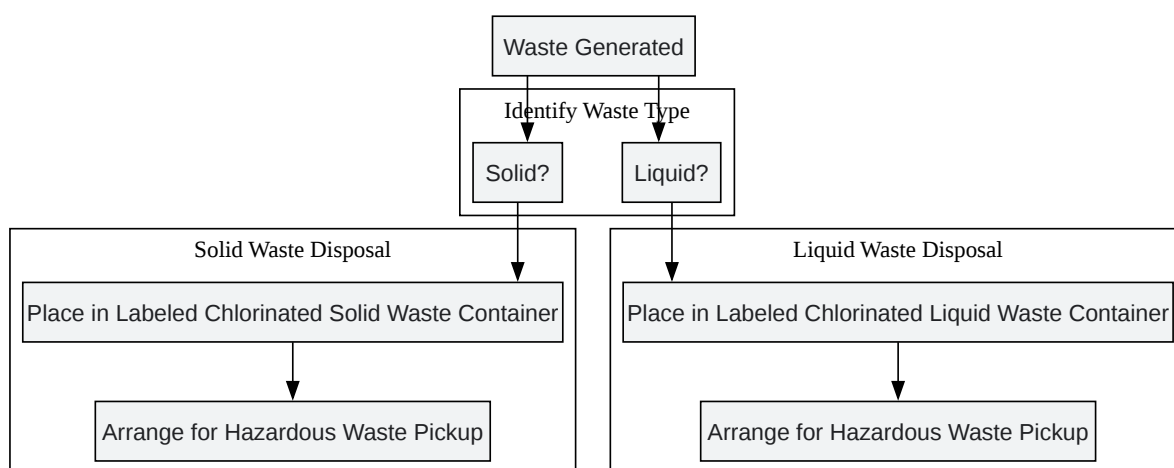 Waste Generated
Identify Waste Type
Solid?
Liquid?
Solid Waste Disposal
Liquid Waste Disposal
Place in Labeled Chlorinated Solid Waste Container
Place in Labeled Chlorinated Liquid Waste Container
Arrange for Hazardous Waste Pickup
Arrange for Hazardous Waste Pickup